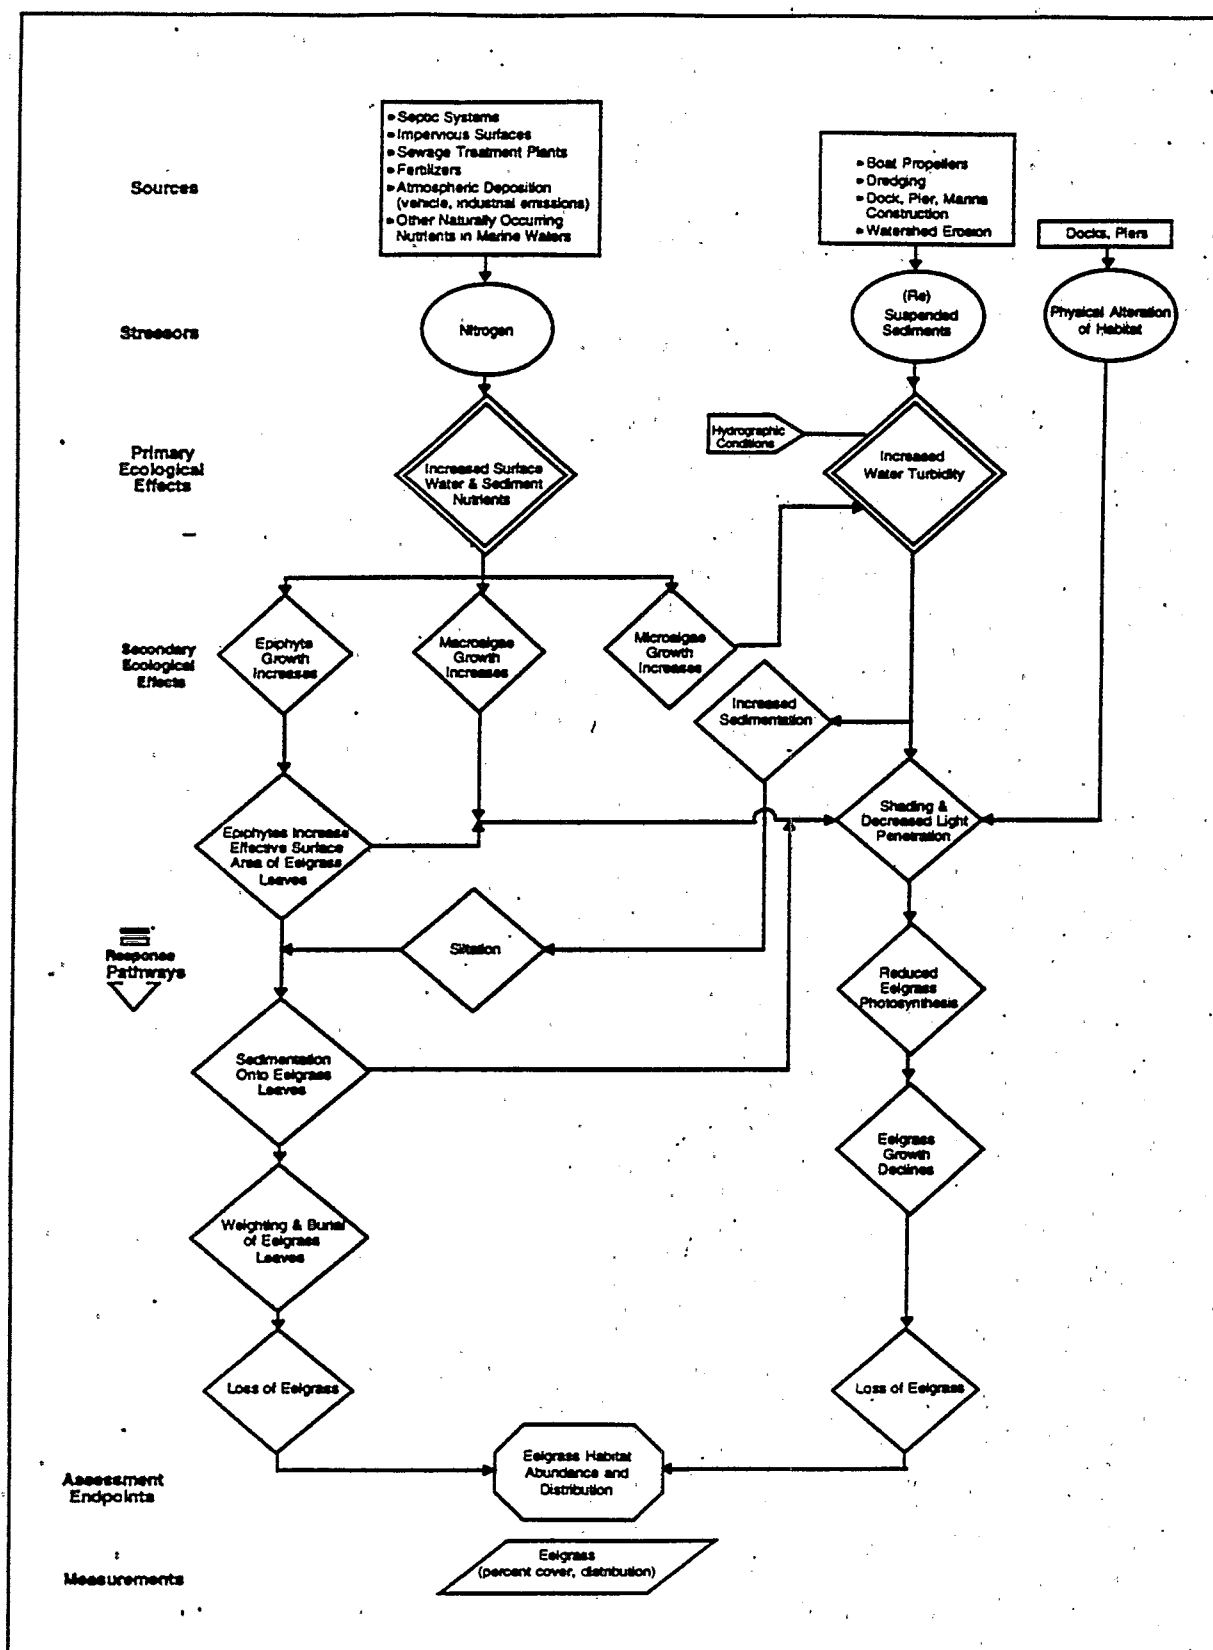 ▸ Septic Systems
▸ Impervious Surfaces
▸ Sewage Treatment Plants
▸ Fertilizers
▸ Atmospheric Deposition
(vehicle, industrial emissions)
▸ Other Naturally Occurring
Nutrients in Marine Waters
▸ Boat Propellers
▸ Dredging
▸ Dock, Pier, Marina
Construction
▸ Watershed Erosion
Sources
Docks, Piers
Stressors
Nitrogen
(Re)
Suspended
Sediments
Physical Alteration
of Habitat
Primary
Ecological
Effects
Increased Surface
Water & Sediment
Nutrients
Hydrographic
Conditions
Increased
Water Turbidity
Secondary
Ecological
Effects
Epiphyte
Growth
Increases
Macroalgae
Growth
Increases
Microalgae
Growth
Increases
Increased
Sedimentation
Epiphytes Increase
Effective Surface
Area of Eelgrass
Leaves
Shading &
Decreased Light
Penetration
Response
Pathways
Siltation
Reduced
Eelgrass
Photosynthesis
Sedimentation
Onto Eelgrass
Leaves
Eelgrass
Growth
Declines
Weighting & Burial
of Eelgrass
Leaves
Loss of Eelgrass
Loss of Eelgrass
Assessment
Endpoints
Eelgrass Habitat
Abundance and
Distribution
Measurements
Eelgrass
(percent cover, distribution)